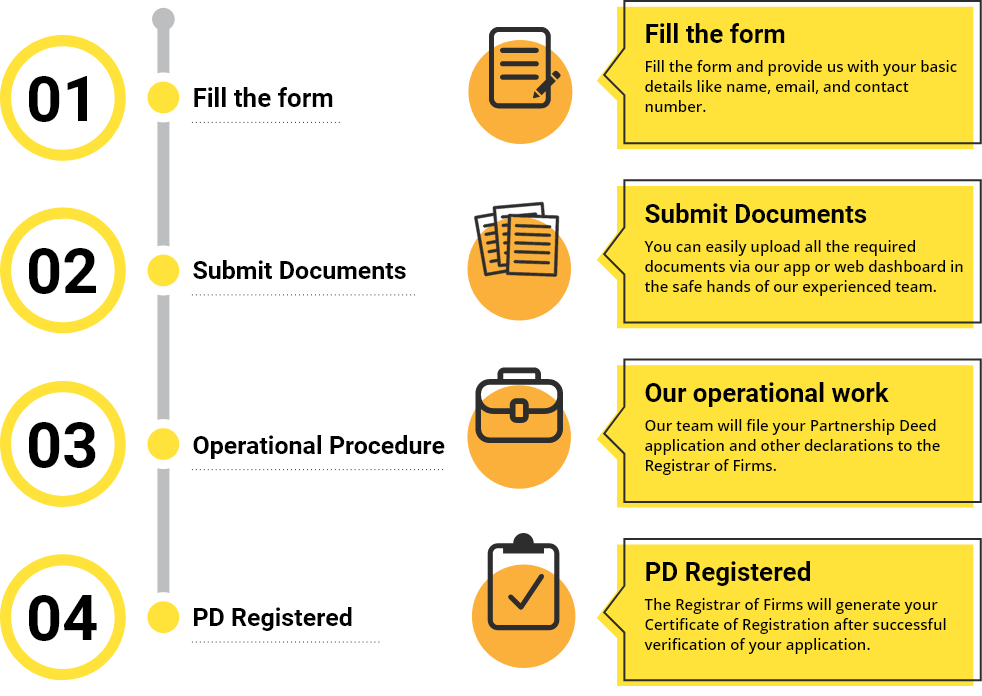 01
Fill the form
Fill the form
Fill the form and provide us with your basic
details like name, email, and contact
number.
02
Submit Documents
Submit Documents
You can easily upload all the required
documents via our app or web dashboard in
the safe hands of our experienced team.
03
Operational Procedure
Our operational work
Our team will file your Partnership Deed
application and other declarations to the
Registrar of Firms.
04
PD Registered
PD Registered
The Registrar of Firms will generate your
Certificate of Registration after successful
verification of your application.